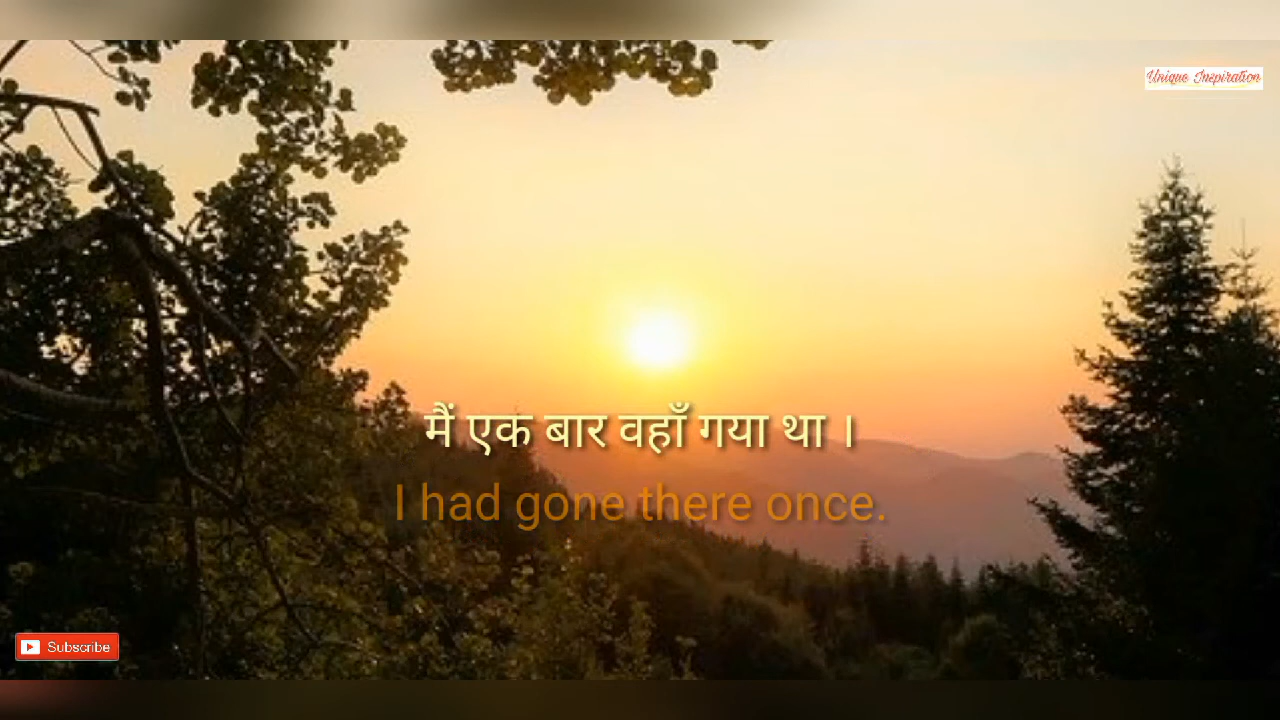 Unique Inspiration
मैं एक बार वहाँ गया था ।
I had gone there once.
Subscribe